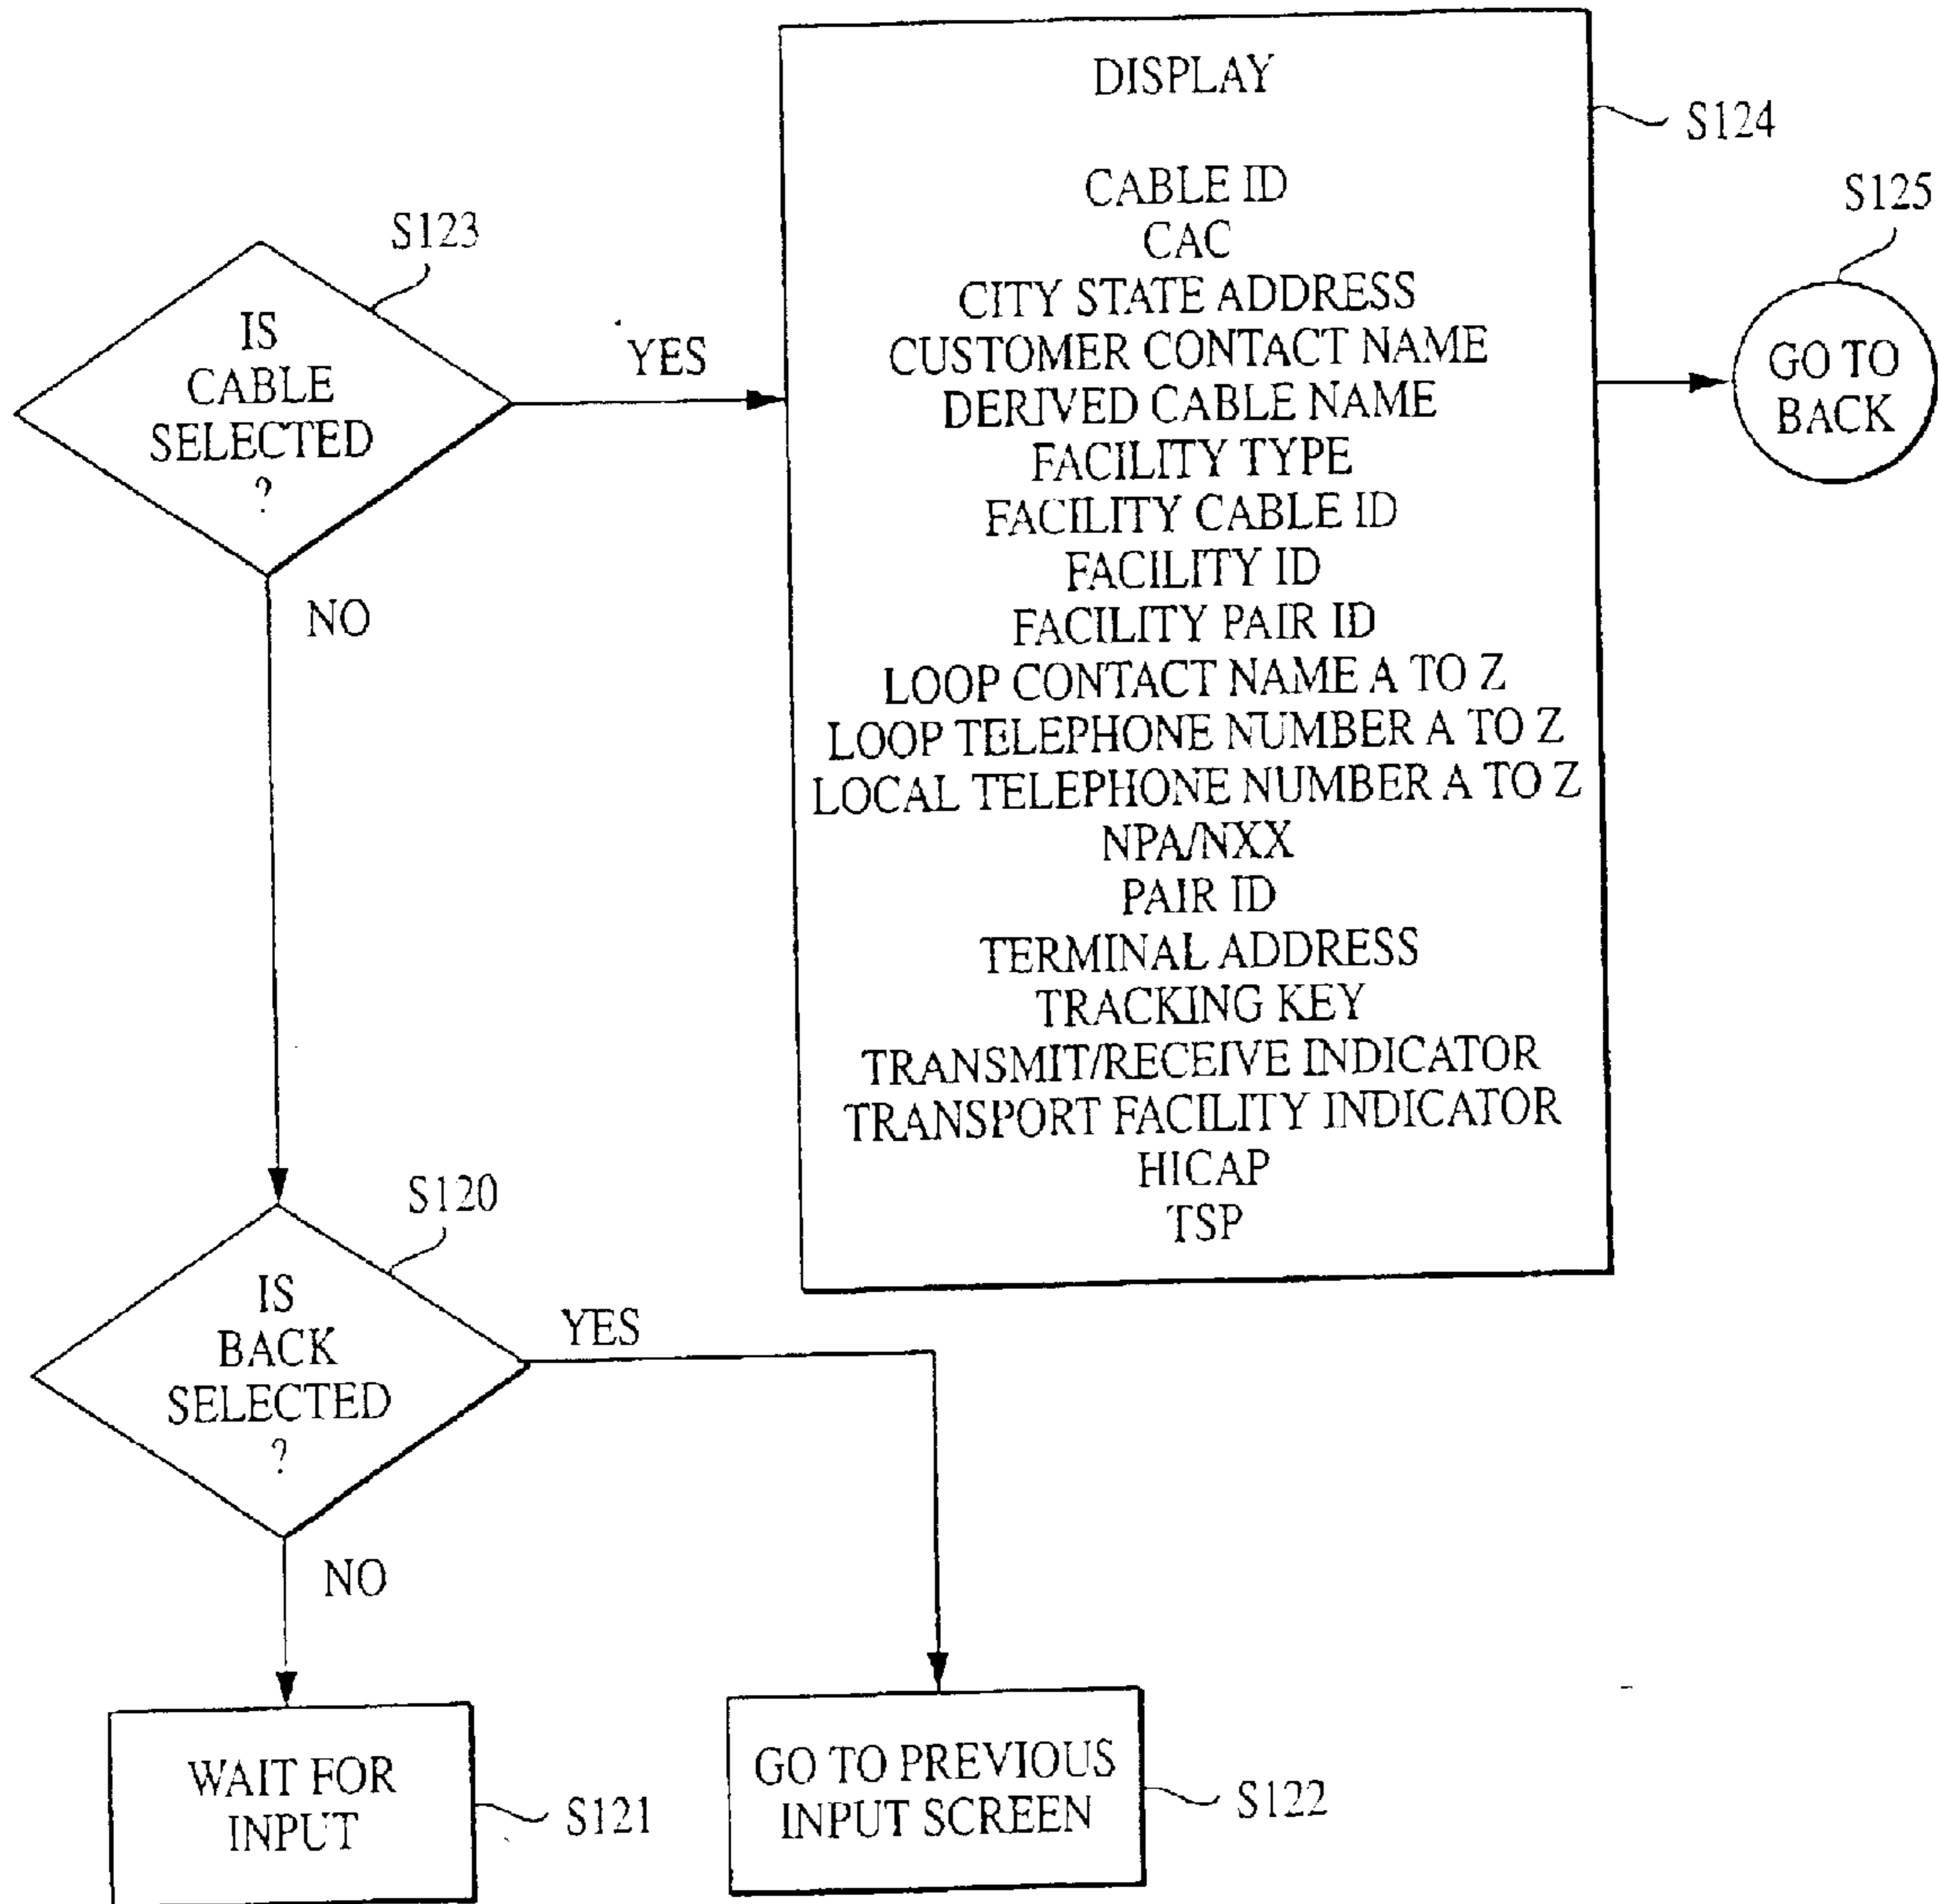 DISPLAY
S124
CABLE ID
CAC
CITY STATE ADDRESS
CUSTOMER CONTACT NAME
DERIVED CABLE NAME
FACILITY TYPE
FACILITY CABLE ID
FACILITY ID
FACILITY PAIR ID
LOOP CONTACT NAME A TO Z
LOOP TELEPHONE NUMBER A TO Z
LOCAL TELEPHONE NUMBER A TO Z
NPA/NXX
PAIR ID
TERMINAL ADDRESS
TRACKING KEY
TRANSMIT/RECEIVE INDICATOR
TRANSPORT FACILITY INDICATOR
HICAP
TSP
S125
GO TO
BACK
S123
IS
CABLE
SELECTED
?
YES
NO
S120
IS
BACK
SELECTED
?
YES
NO
WAIT FOR
INPUT
S121
GO TO PREVIOUS
INPUT SCREEN
S122